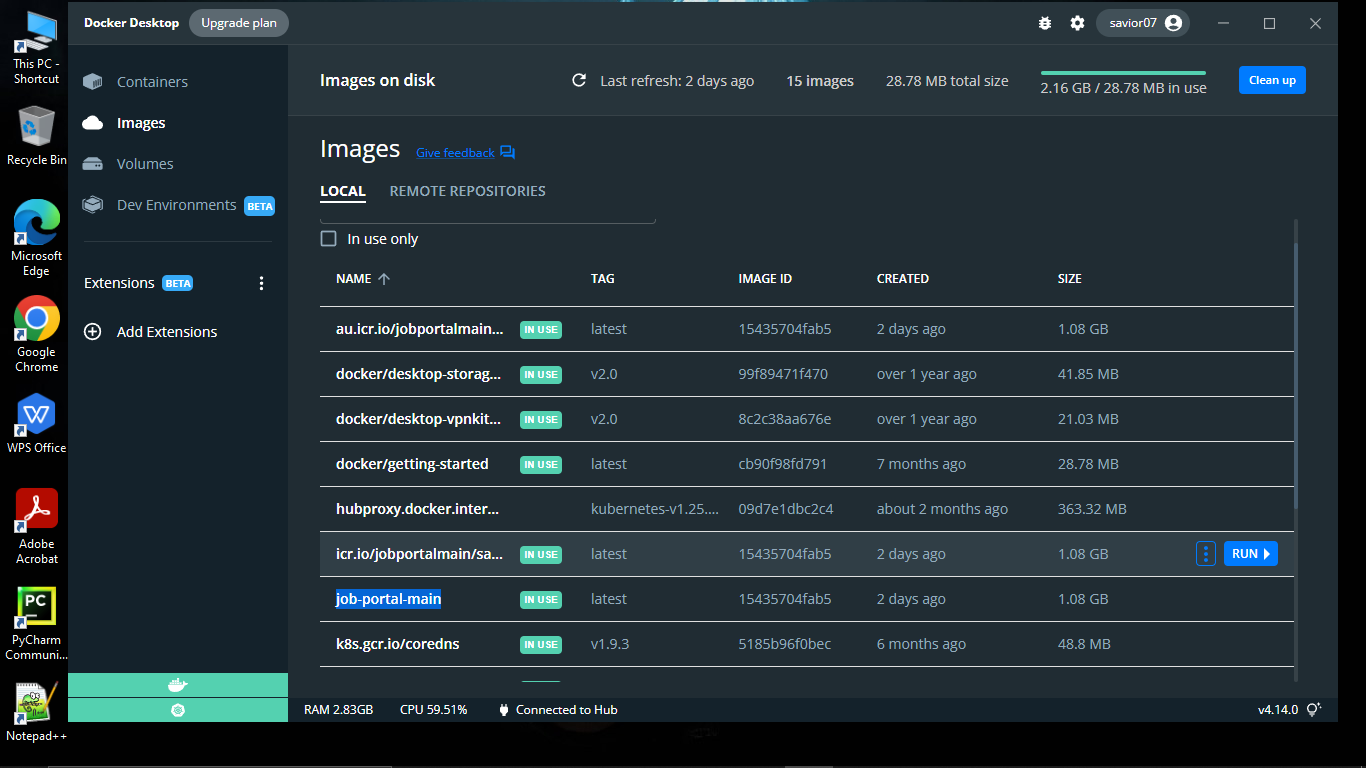 This PC - Shortcut
Recycle Bin
Microsoft Edge
Google Chrome
WPS Office
Adobe Acrobat
PyCharm Communi...
Notepad++
Docker Desktop Upgrade plan savior07
Containers
Images
Volumes
Dev Environments BETA
Extensions BETA
Add Extensions
Images on disk Last refresh: 2 days ago 15 images 28.78 MB total size 2.16 GB / 28.78 MB in use Clean up
Images Give feedback
LOCAL REMOTE REPOSITORIES
In use only
NAME TAG IMAGE ID CREATED SIZE
au.icr.io/jobportalmain... IN USE latest 15435704fab5 2 days ago 1.08 GB
docker/desktop-storag... IN USE v2.0 99f89471f470 over 1 year ago 41.85 MB
docker/desktop-vpnkit... IN USE v2.0 8c2c38aa676e over 1 year ago 21.03 MB
docker/getting-started IN USE latest cb90f98fd791 7 months ago 28.78 MB
hubproxy.docker.inter... kubernetes-v1.25.... 09d7e1dbc2c4 about 2 months ago 363.32 MB
icr.io/jobportalmain/sa... IN USE latest 15435704fab5 2 days ago 1.08 GB RUN
job-portal-main IN USE latest 15435704fab5 2 days ago 1.08 GB
k8s.gcr.io/coredns IN USE v1.9.3 5185b96f0bec 6 months ago 48.8 MB
RAM 2.83GB CPU 59.51% Connected to Hub v4.14.0